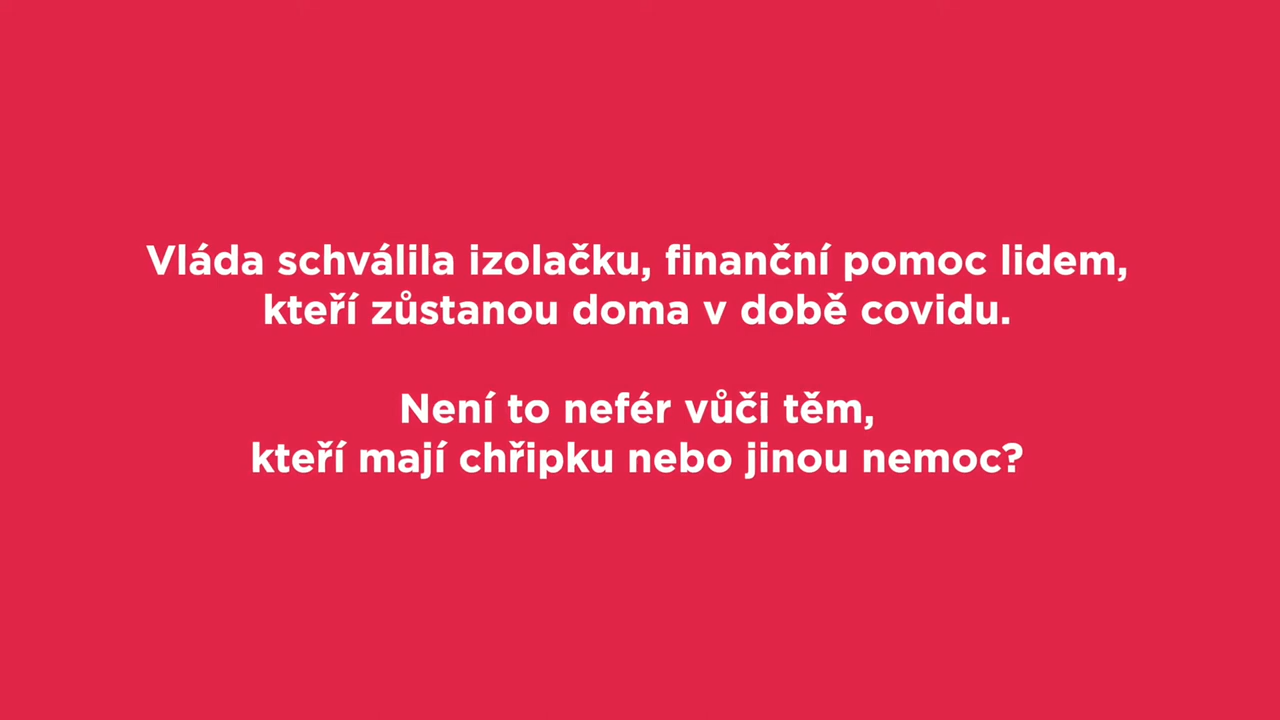 Vláda schválila izolačku, finanční pomoc lidem,
kteří zůstanou doma v době covidu.
Není to nefér vůči těm,
kteří mají chřipku nebo jinou nemoc?